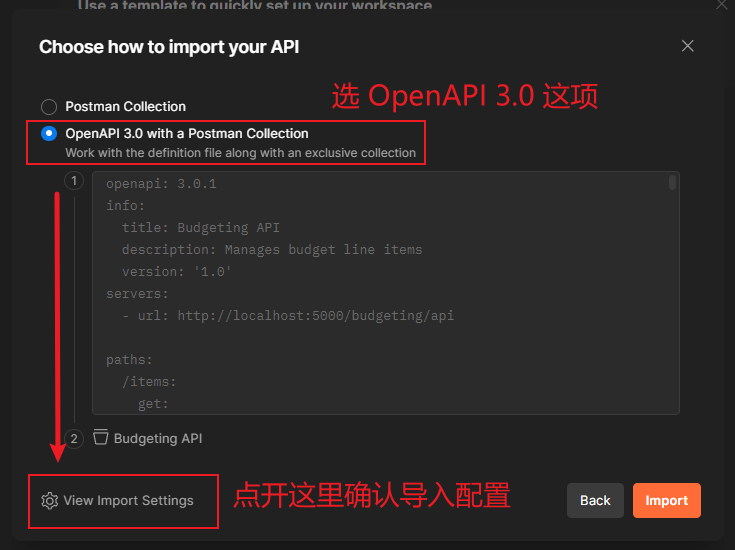 Use a template to quickly set up your workspace
Choose how to import your API
选 OpenAPI 3.0 这项
Postman Collection
OpenAPI 3.0 with a Postman Collection
Work with the definition file along with an exclusive collection
1
openapi: 3.0.1
info:
  title: Budgeting API
  description: Manages budget line items
  version: '1.0'
servers:
  - url: http://localhost:5000/budgeting/api
paths:
  /items:
    get:
2 Budgeting API
View Import Settings
点开这里确认导入配置
Back
Import